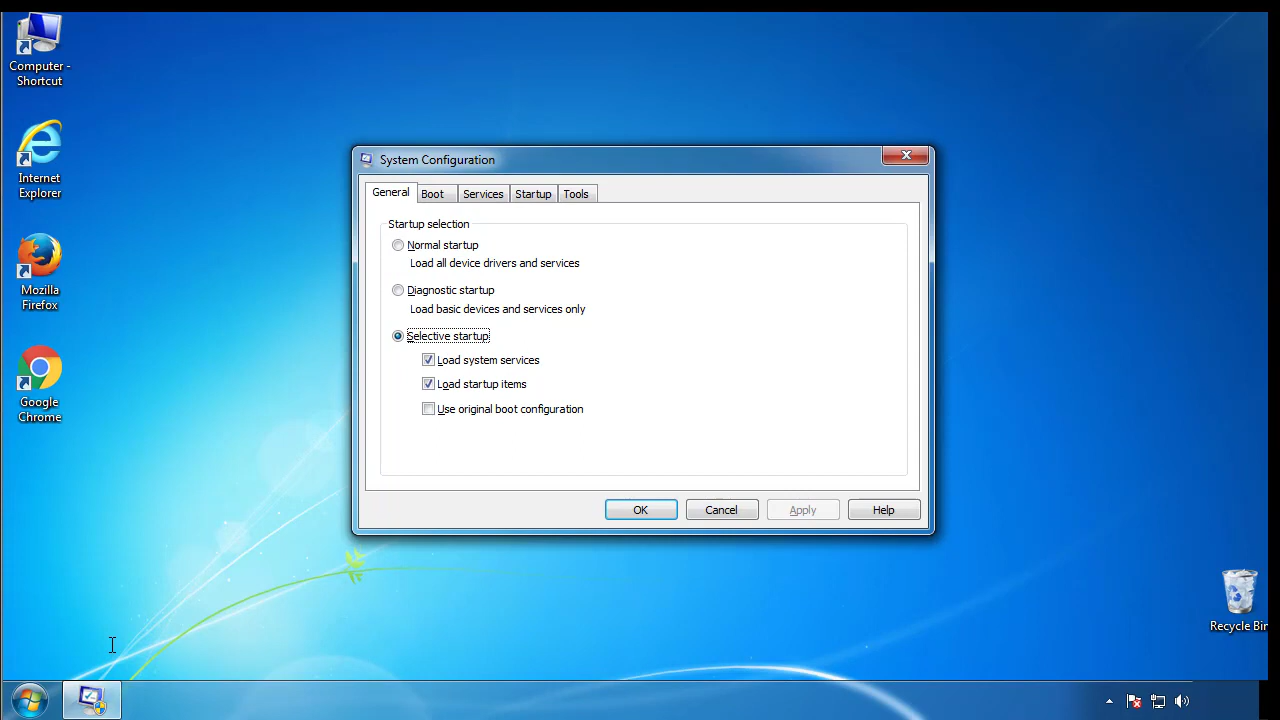 Computer -
Shortcut
Internet
Explorer
Mozilla
Firefox
Google
Chrome
System Configuration
General
Boot
Services
Startup
Tools
Startup selection
Normal startup
Load all device drivers and services
Diagnostic startup
Load basic devices and services only
Selective startup
Load system services
Load startup items
Use original boot configuration
OK
Cancel
Apply
Help
Recycle Bin